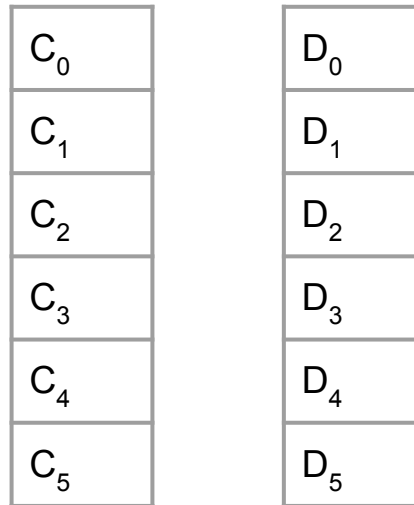 C₀ D₀
C₁ D₁
C₂ D₂
C₃ D₃
C₄ D₄
C₅ D₅